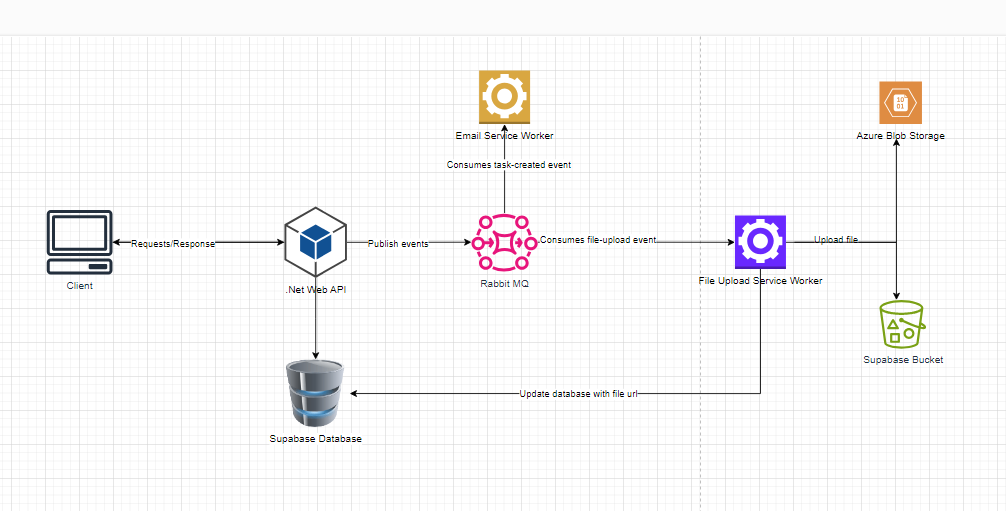 Email Service Worker
Azure Blob Storage
10
01
Consumes task-created event
Requests/Response
Publish events
Consumes file-upload event
Upload file
Client
.Net Web API
Rabbit MQ
File Upload Service Worker
Supabase Bucket
Update database with file url
Supabase Database